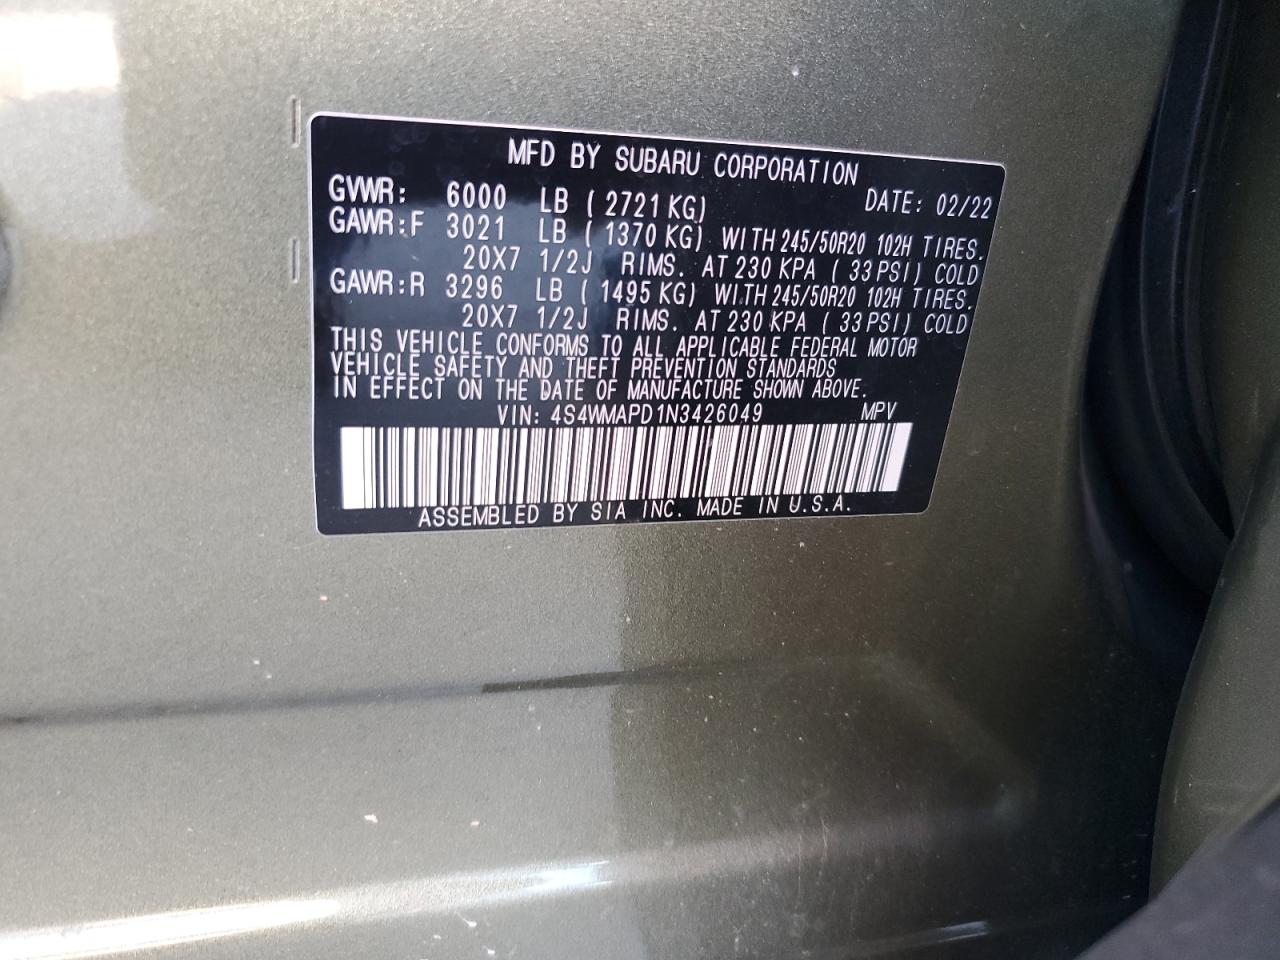 MFD BY SUBARU CORPORATION
GVWR: 6000 LB ( 2721 KG) DATE: 02/22
GAWR:F 3021 LB ( 1370 KG) WITH 245/50R20 102H TIRES.
20X7 1/2J RIMS. AT 230 KPA ( 33 PSI) COLD
GAWR:R 3296 LB ( 1495 KG) WITH 245/50R20 102H TIRES.
20X7 1/2J RIMS. AT 230 KPA ( 33 PSI) COLD
THIS VEHICLE CONFORMS TO ALL APPLICABLE FEDERAL MOTOR
VEHICLE SAFETY AND THEFT PREVENTION STANDARDS
IN EFFECT ON THE DATE OF MANUFACTURE SHOWN ABOVE.
VIN: 4S4WMAPD1N3426049 MPV
ASSEMBLED BY SIA INC. MADE IN U.S.A.